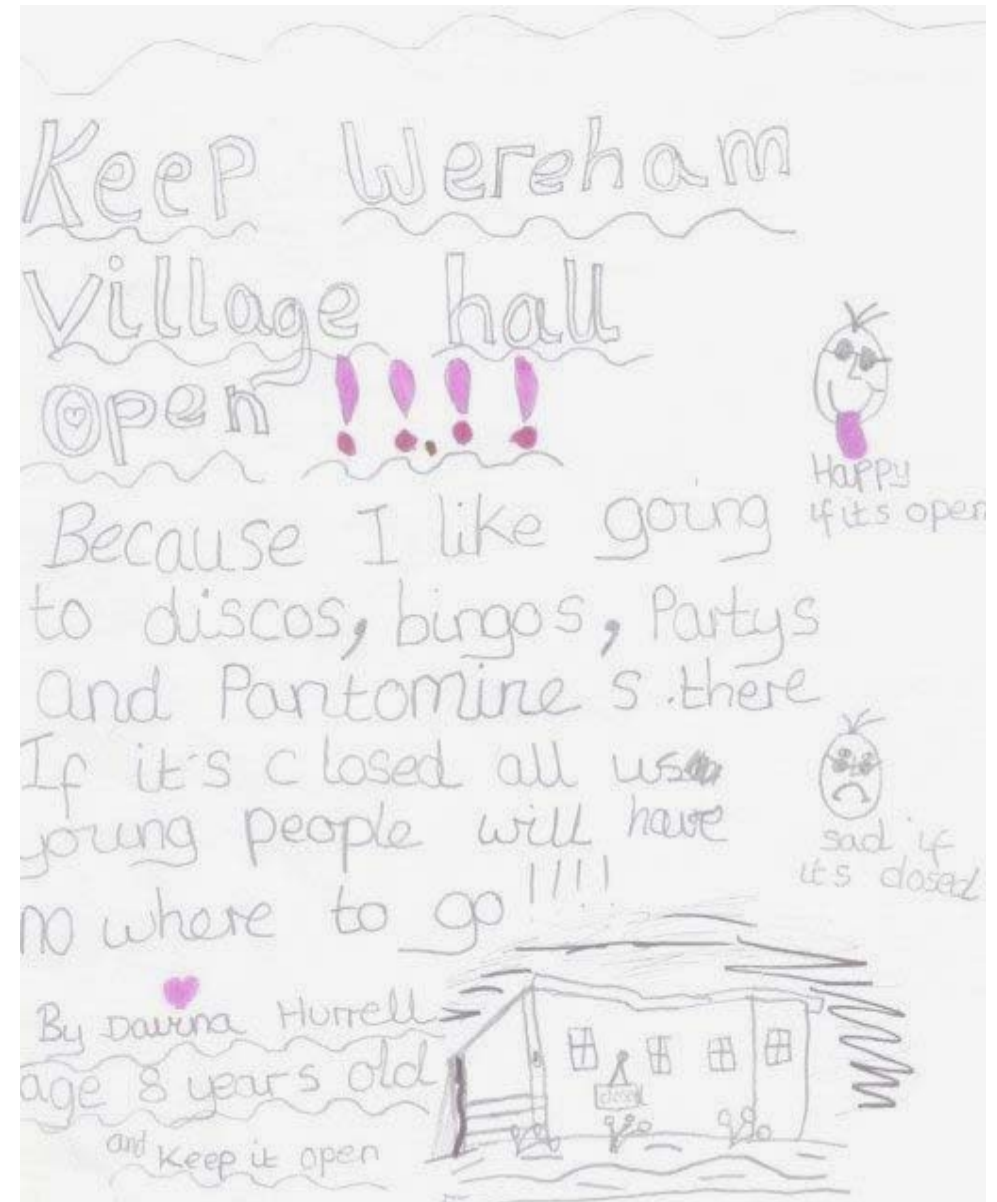 Keep Wereham
Village hall
open !!.!!
Happy
if its open
Because I like going
to discos, bingos, Partys
and Pantomine s.there
If it's closed all us
young people will have
no where to go !!!!
sad if
its closed
By Davina Hurrell
age 8 years old
and Keep it open
closed